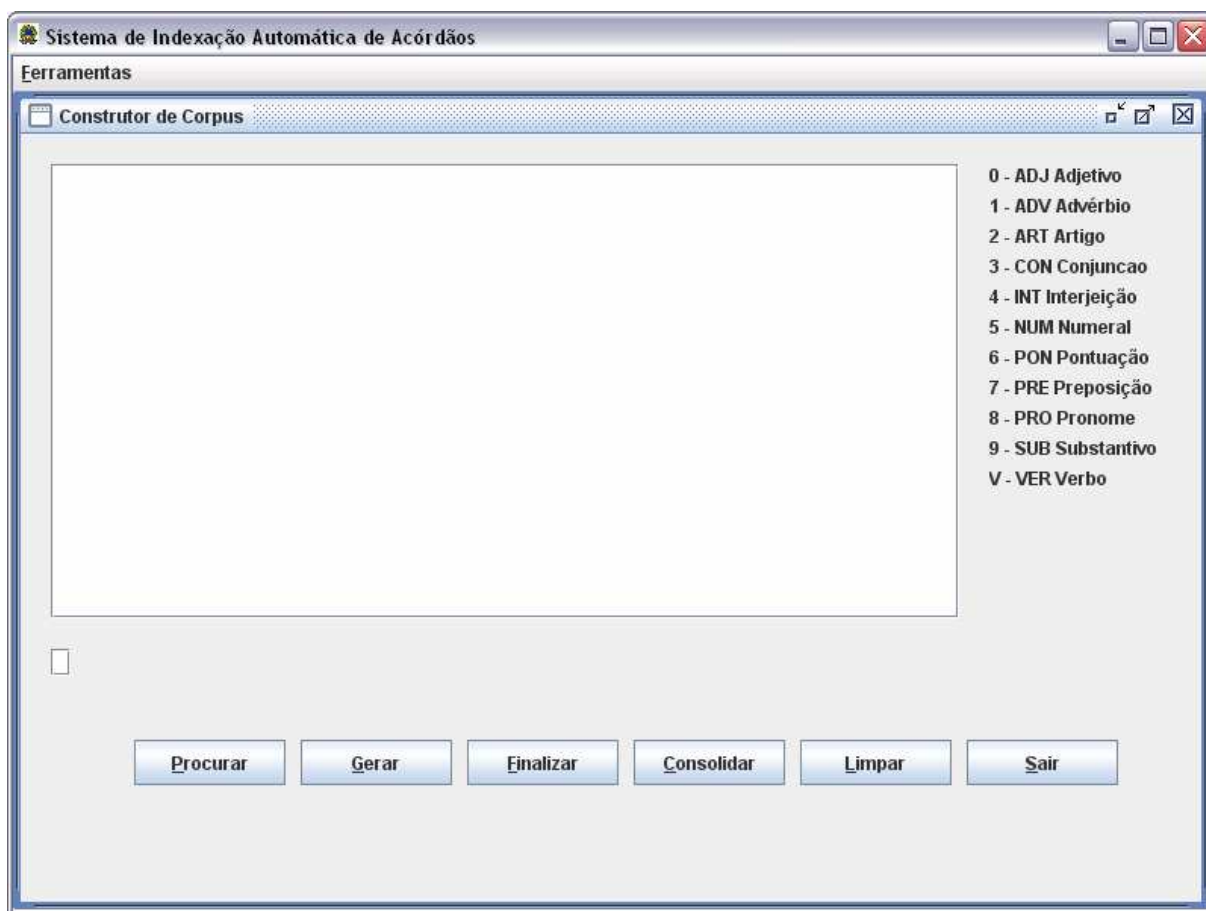 Sistema de Indexação Automática de Acórdãos
Ferramentas
Construtor de Corpus
0 - ADJ Adjetivo
1 - ADV Advérbio
2 - ART Artigo
3 - CON Conjuncao
4 - INT Interjeição
5 - NUM Numeral
6 - PON Pontuação
7 - PRE Preposição
8 - PRO Pronome
9 - SUB Substantivo
V - VER Verbo
Procurar Gerar Finalizar Consolidar Limpar Sair